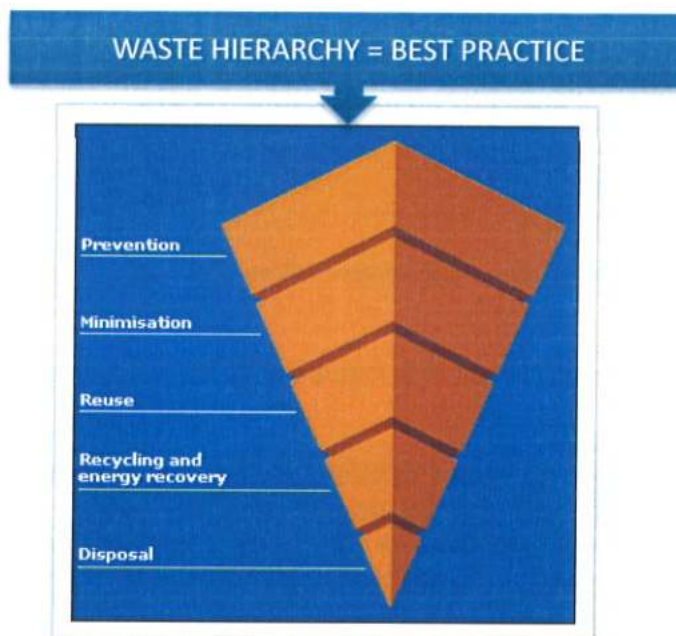 WASTE HIERARCHY = BEST PRACTICE
Prevention
Minimisation
Reuse
Recycling and
energy recovery
Disposal